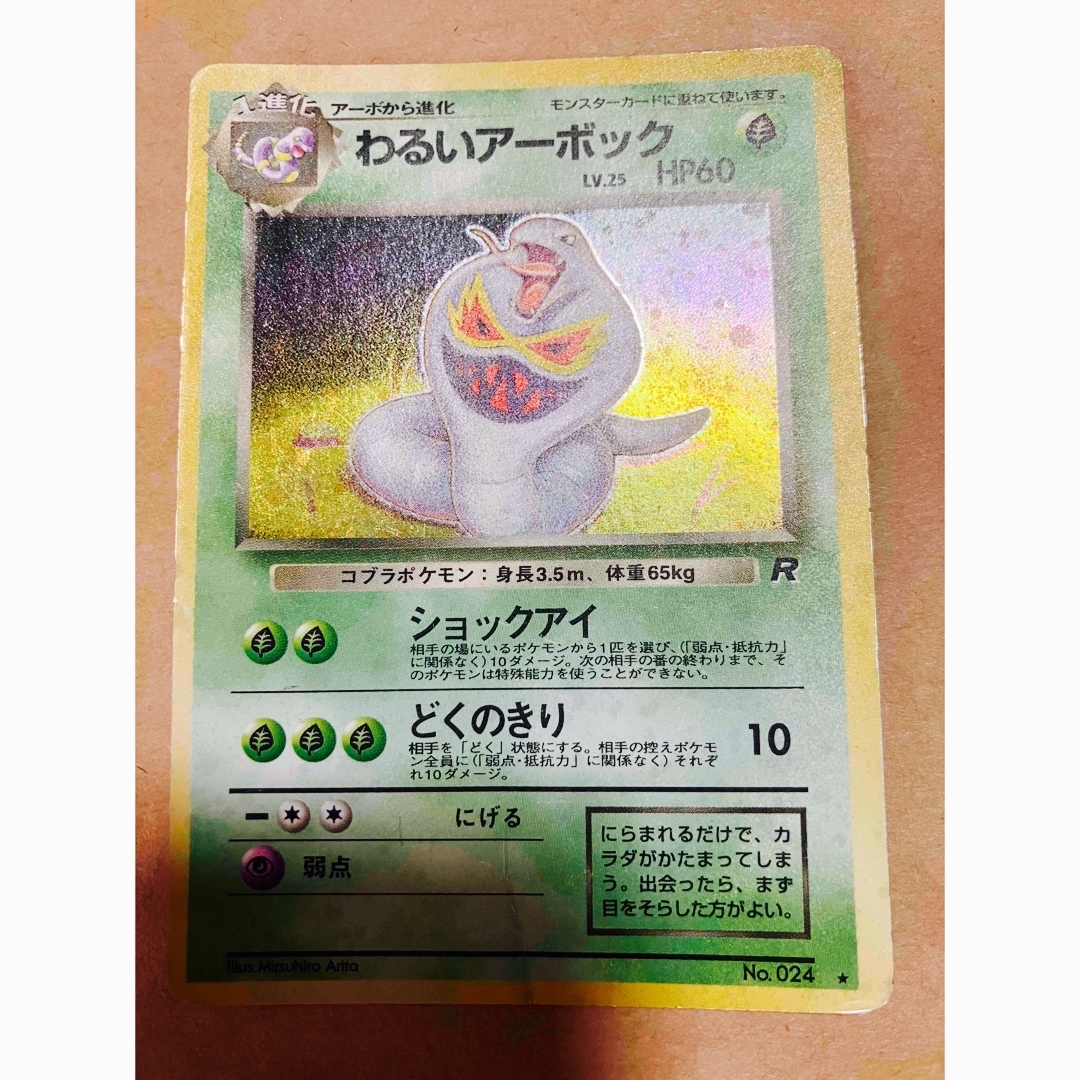 1進化 アーボから進化 モンスターカードに重ねて使います。
わるいアーボック
LV.25 HP60
コブラポケモン：身長3.5m、体重65kg R
ショックアイ
相手の場にいるポケモンから1匹を選び、(「弱点・抵抗力」
に関係なく)10ダメージ。次の相手の番の終わりまで、そ
のポケモンは特殊能力を使うことができない。
どくのきり 10
相手を「どく」状態にする。相手の控えポケモ
ン全員に(「弱点・抵抗力」に関係なく)それぞ
れ10ダメージ。
にげる
弱点
にらまれるだけで、カ
ラダがかたまってしま
う。出会ったら、まず
目をそらした方がよい。
Illus.Mitsuhiro Arita
No. 024 ★